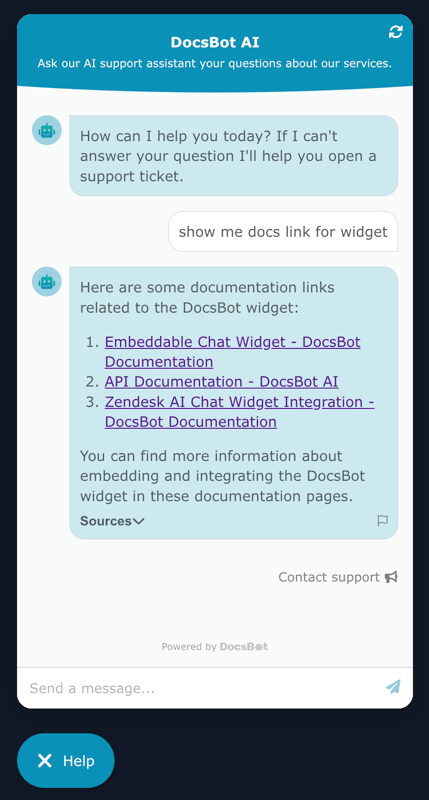 DocsBot AI
Ask our AI support assistant your questions about our services.
How can I help you today? If I can't
answer your question I'll help you open a
support ticket.
show me docs link for widget
Here are some documentation links
related to the DocsBot widget:
1. Embeddable Chat Widget - DocsBot
Documentation
2. API Documentation - DocsBot AI
3. Zendesk AI Chat Widget Integration -
DocsBot Documentation
You can find more information about
embedding and integrating the DocsBot
widget in these documentation pages.
Sources
Contact support
Powered by DocsBot
Send a message...
Help